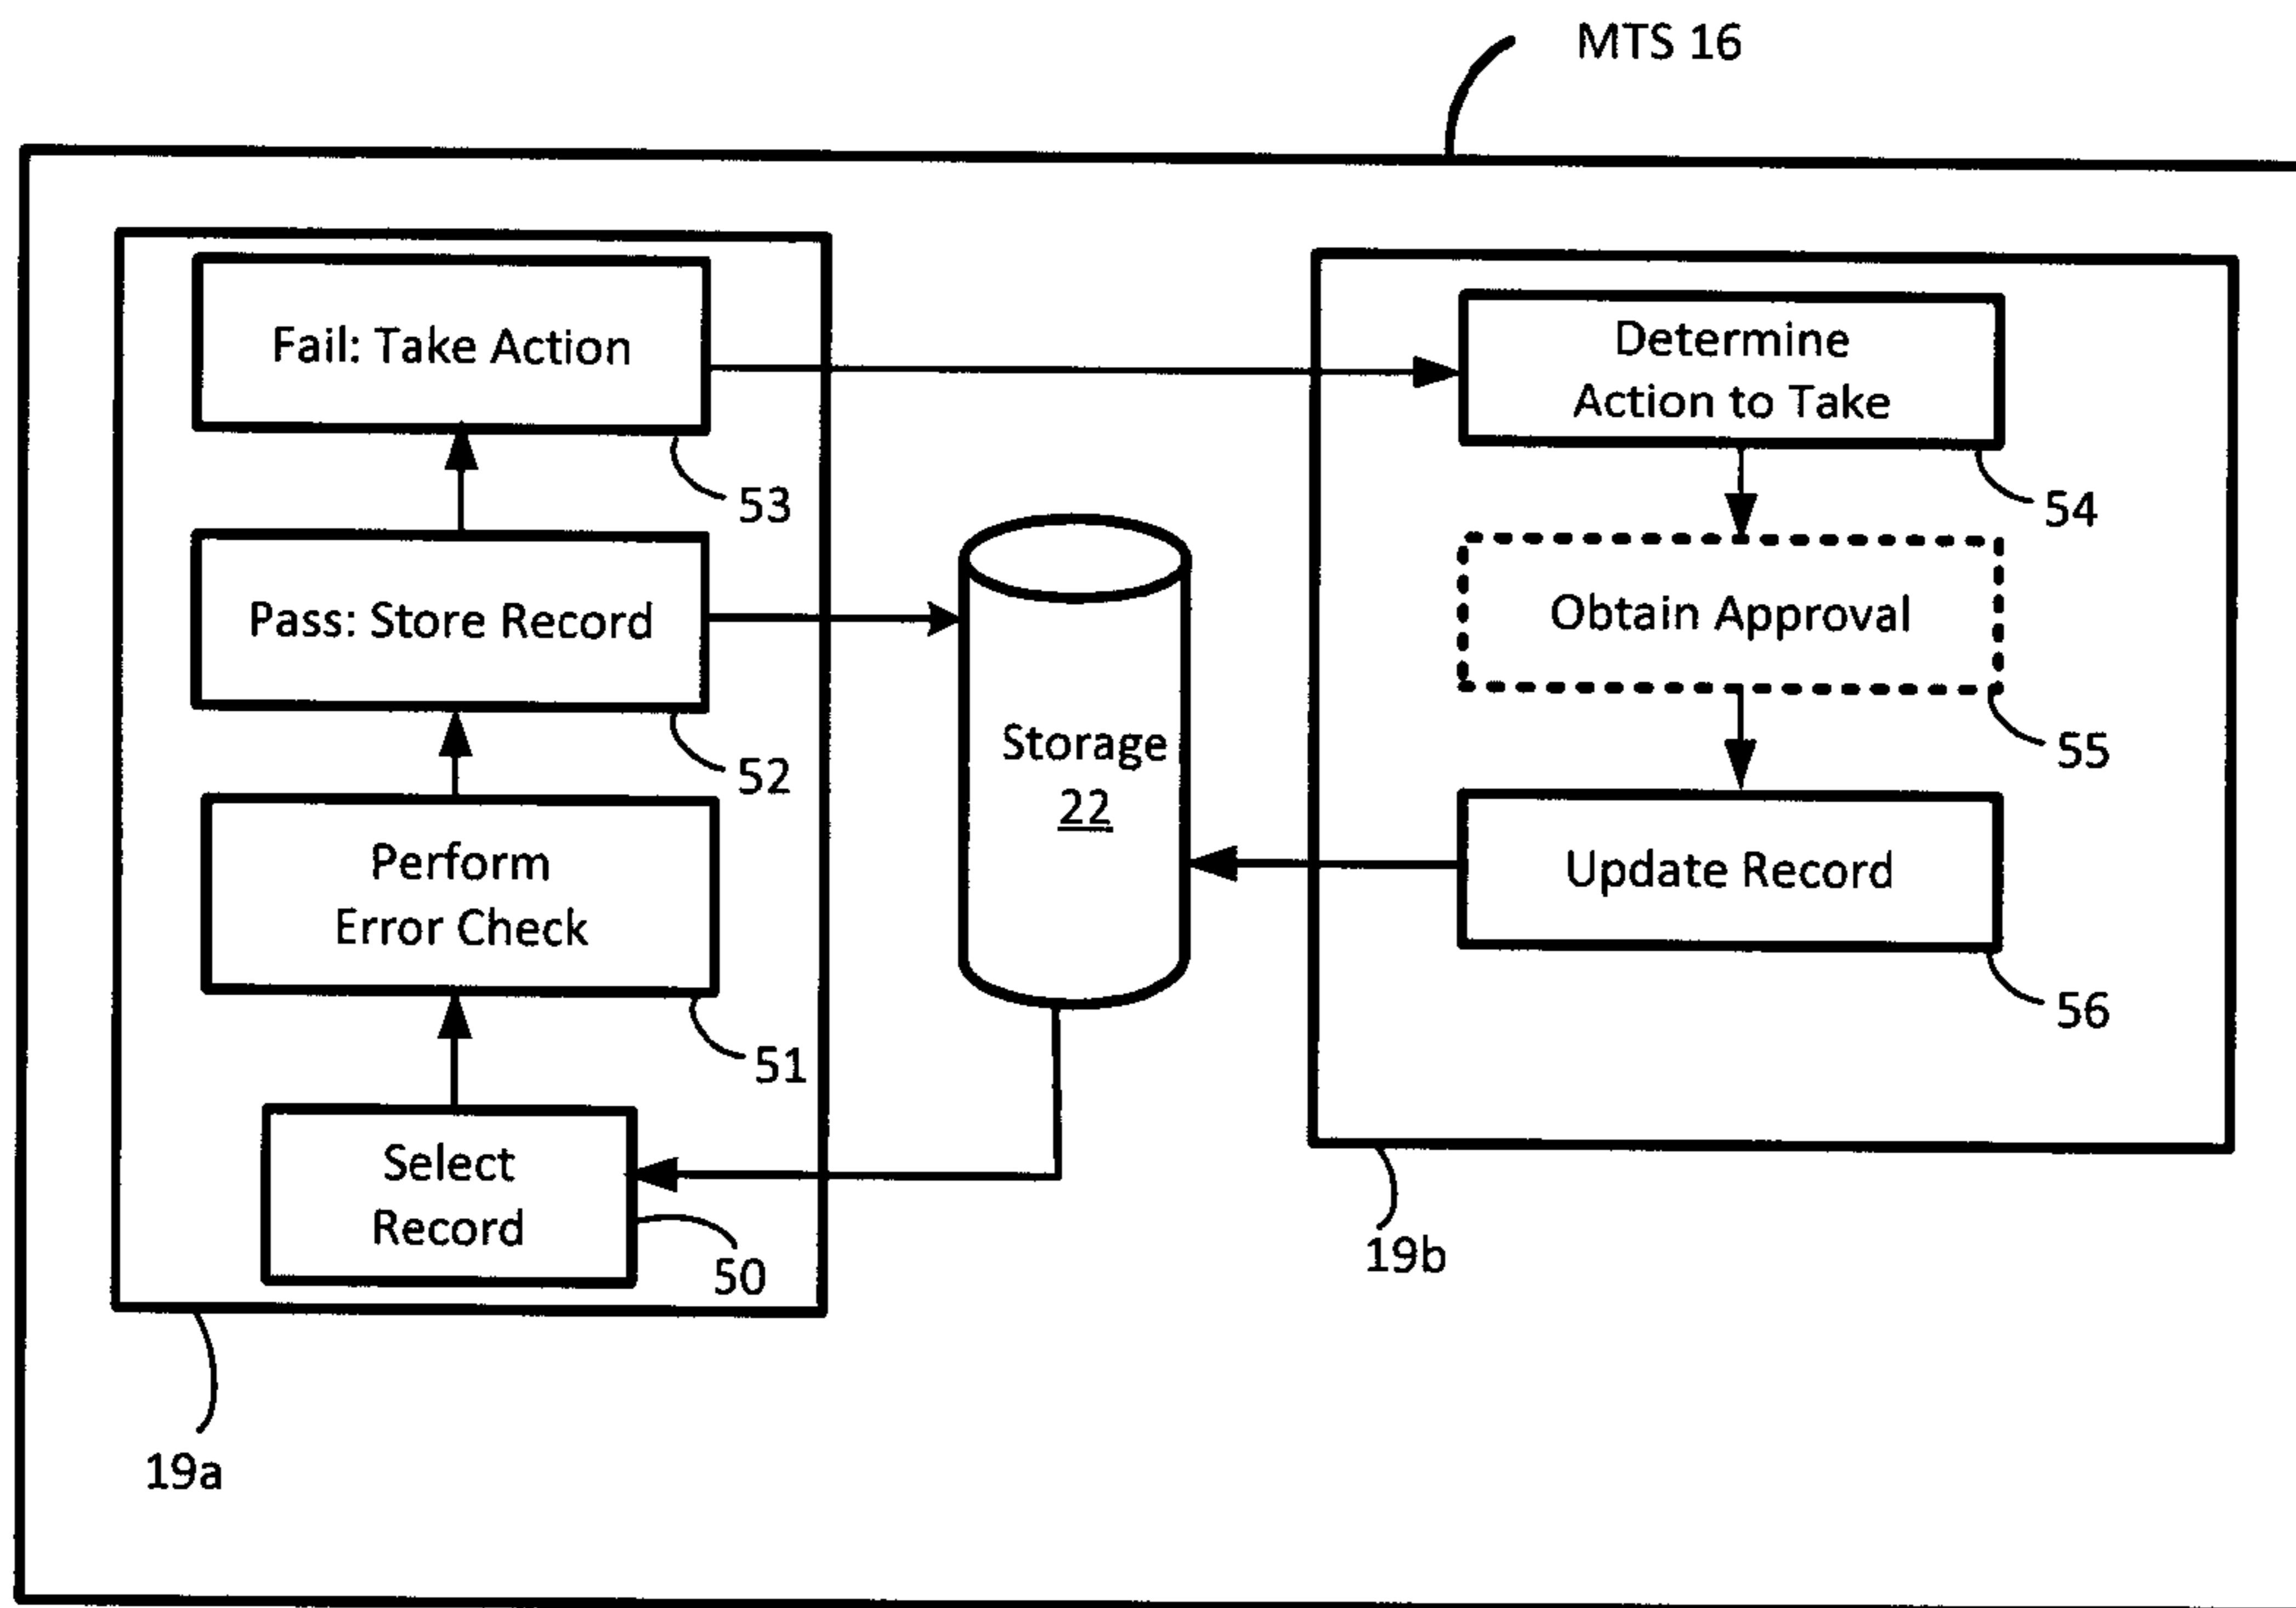 MTS 16
Fail: Take Action
53
Pass: Store Record
52
Perform
Error Check
51
Select
Record
50
19a
Storage
22
Determine
Action to Take
54
Obtain Approval
55
Update Record
56
19b